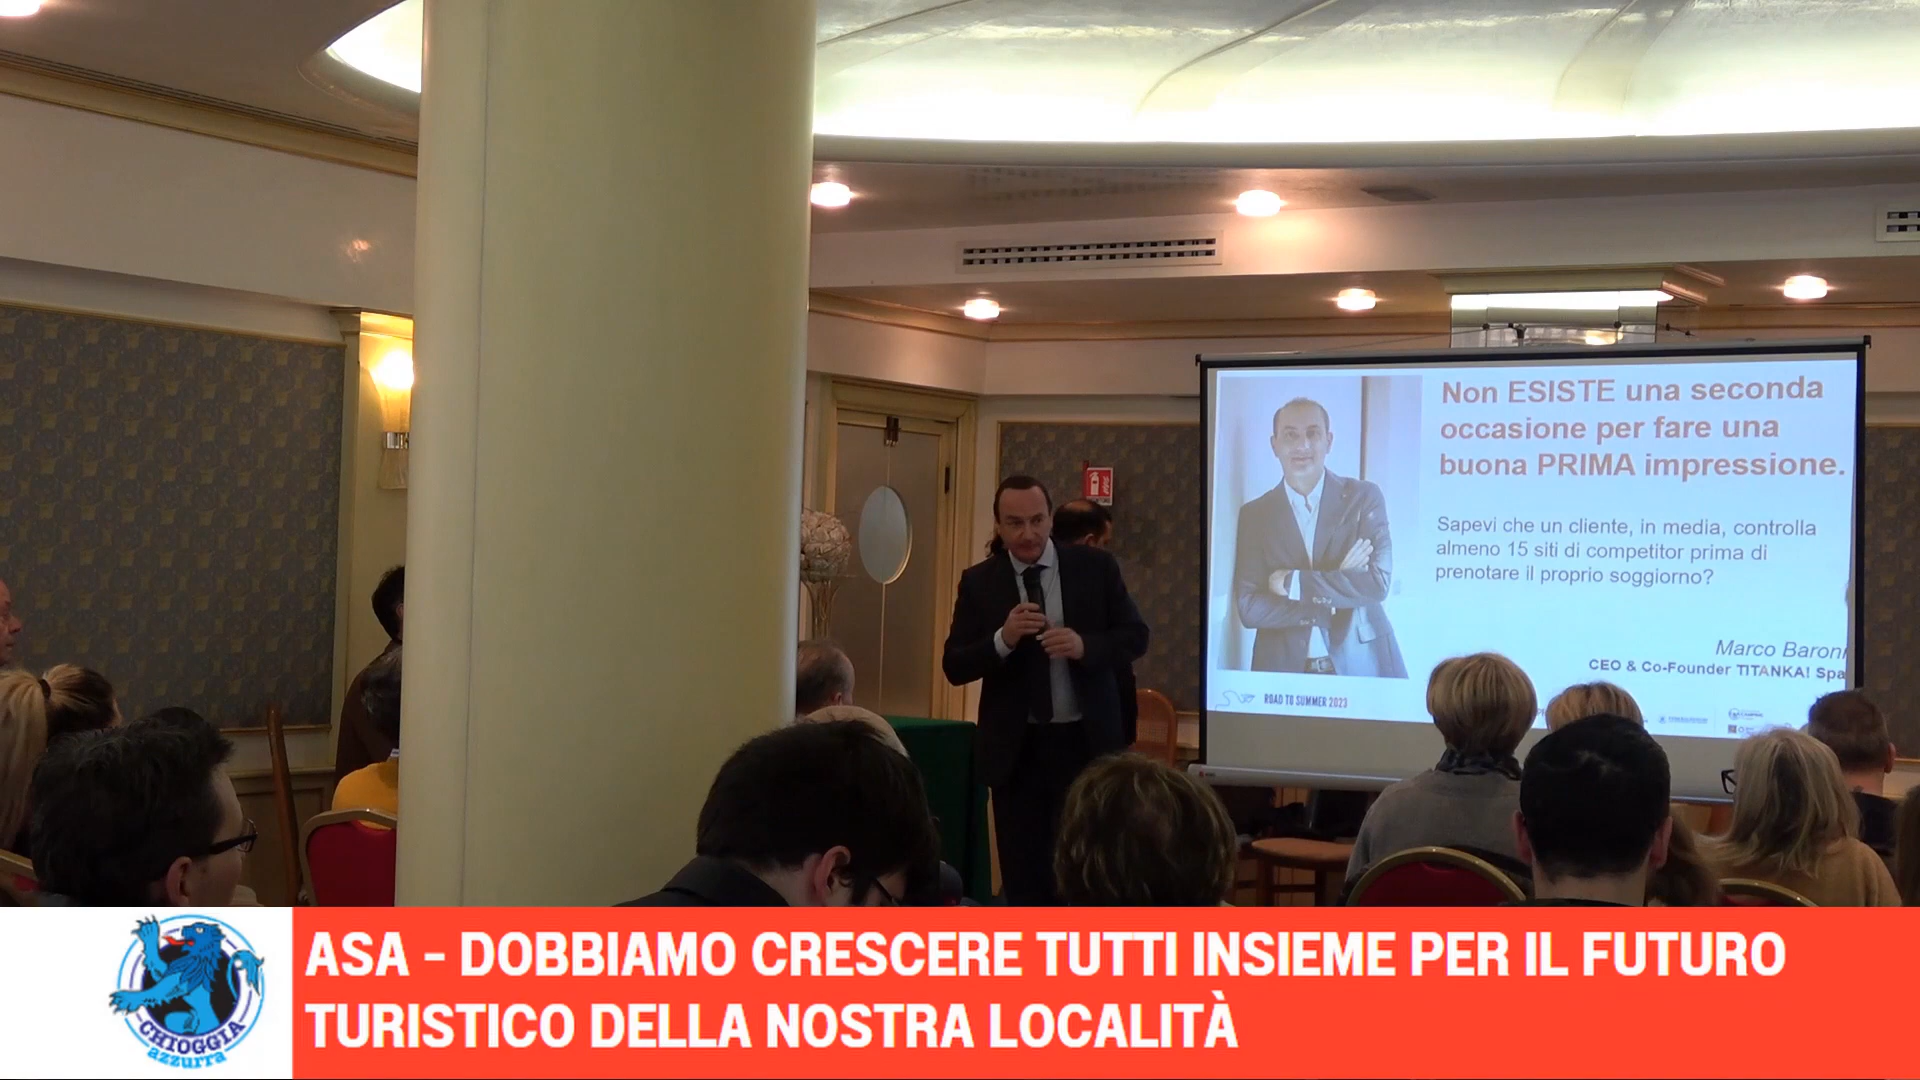 Non ESISTE una seconda
occasione per fare una
buona PRIMA impressione.
Sapevi che un cliente, in media, controlla
almeno 15 siti di competitor prima di
prenotare il proprio soggiorno?
Marco Baroni
CEO & Co-Founder TITANKA! Spa
ROAD TO SUMMER 2023
CHIOGGIA
azzurra
ASA - DOBBIAMO CRESCERE TUTTI INSIEME PER IL FUTURO
TURISTICO DELLA NOSTRA LOCALITÀ